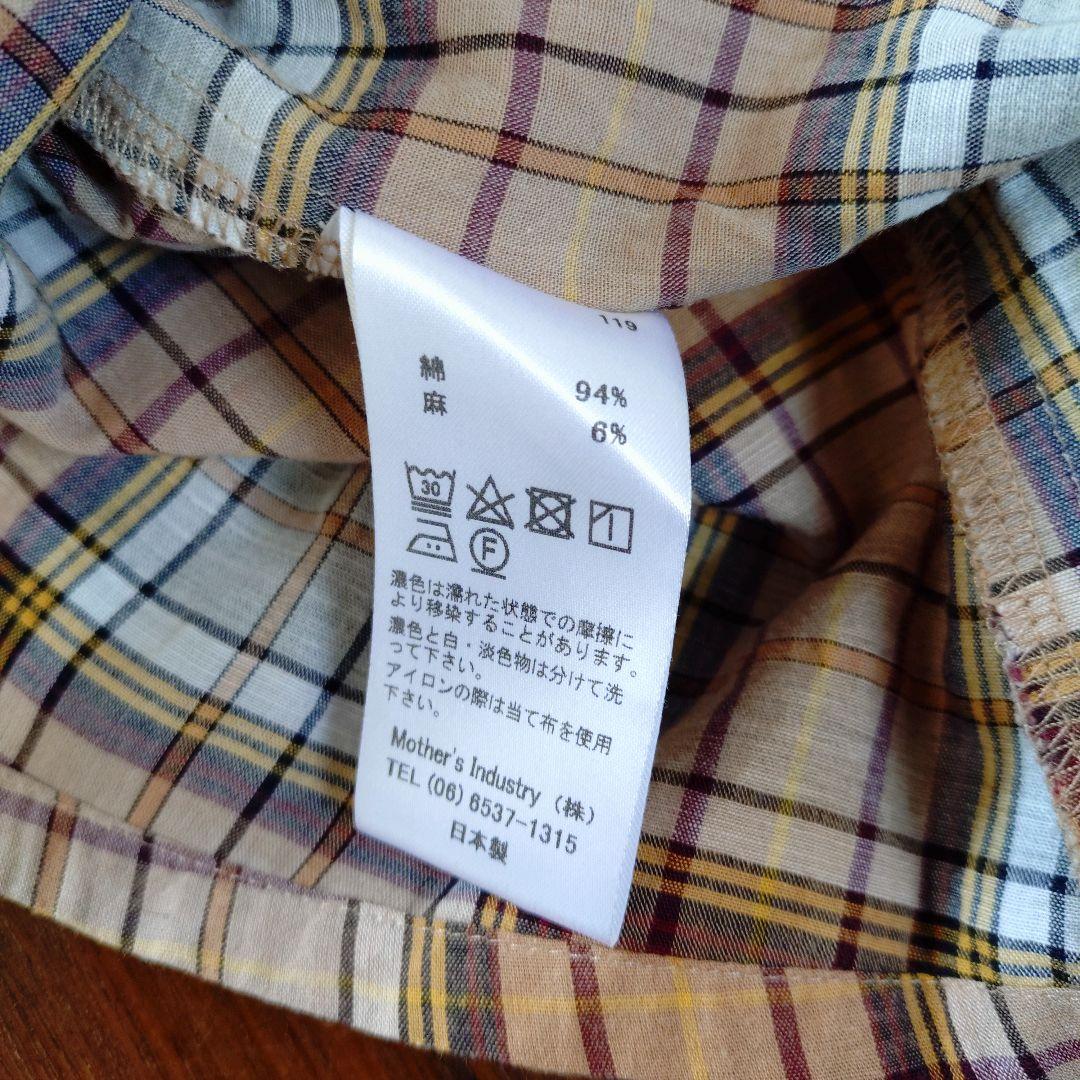 119
綿 94%
麻 6%
30
F
濃色は濡れた状態での摩擦に
より移染することがあります。
濃色と白・淡色物は分けて洗
って下さい。
アイロンの際は当て布を使用
下さい。
Mother's Industry (株)
TEL (06) 6537-1315
日本製